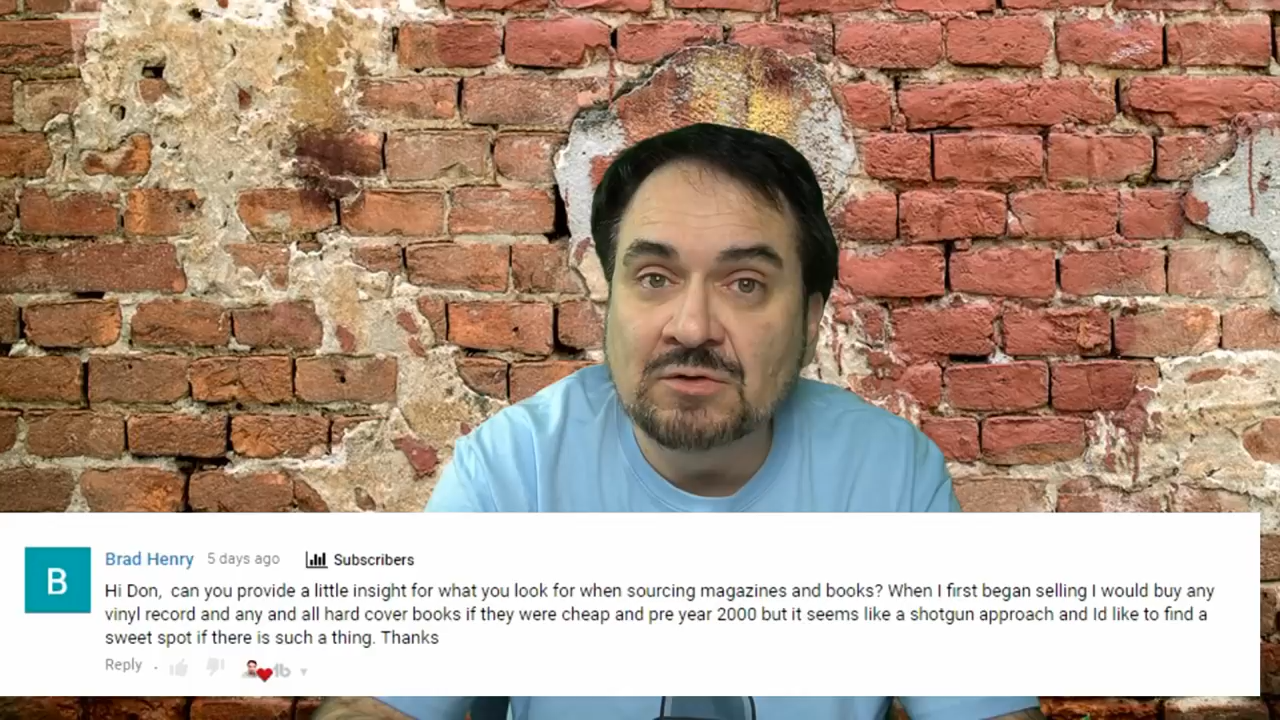 B
Brad Henry 5 days ago Subscribers
Hi Don, can you provide a little insight for what you look for when sourcing magazines and books? When I first began selling I would buy any
vinyl record and any and all hard cover books if they were cheap and pre year 2000 but it seems like a shotgun approach and Id like to find a
sweet spot if there is such a thing. Thanks
Reply .